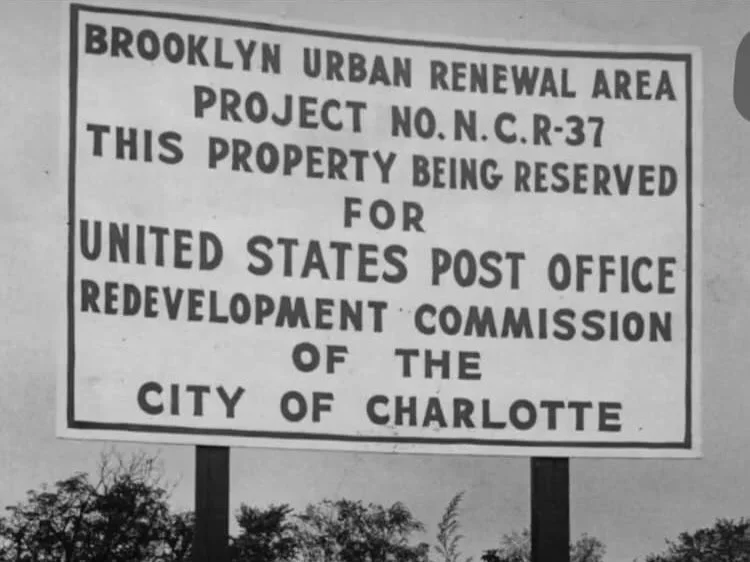 BROOKLYN URBAN RENEWAL AREA
PROJECT NO. N.C.R-37
THIS PROPERTY BEING RESERVED
FOR
UNITED STATES POST OFFICE
REDEVELOPMENT COMMISSION
OF THE
CITY OF CHARLOTTE